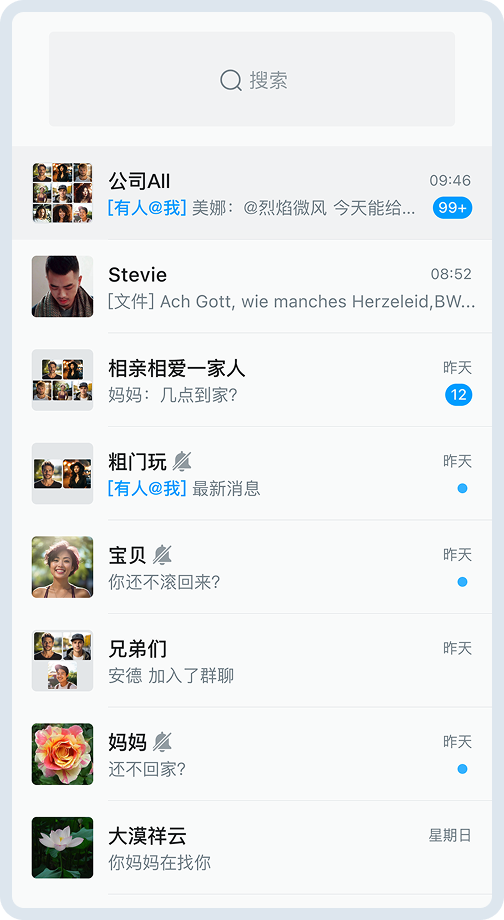 搜索
公司All 09:46
[有人@我] 美娜：@烈焰微风 今天能给... 99+
Stevie 08:52
[文件] Ach Gott, wie manches Herzeleid,BW...
相亲相爱一家人 昨天
妈妈：几点到家? 12
粗门玩 昨天
[有人@我] 最新消息
宝贝 昨天
你还不滚回来?
兄弟们 昨天
安德 加入了群聊
妈妈 昨天
还不回家?
大漠祥云 星期日
你妈妈在找你